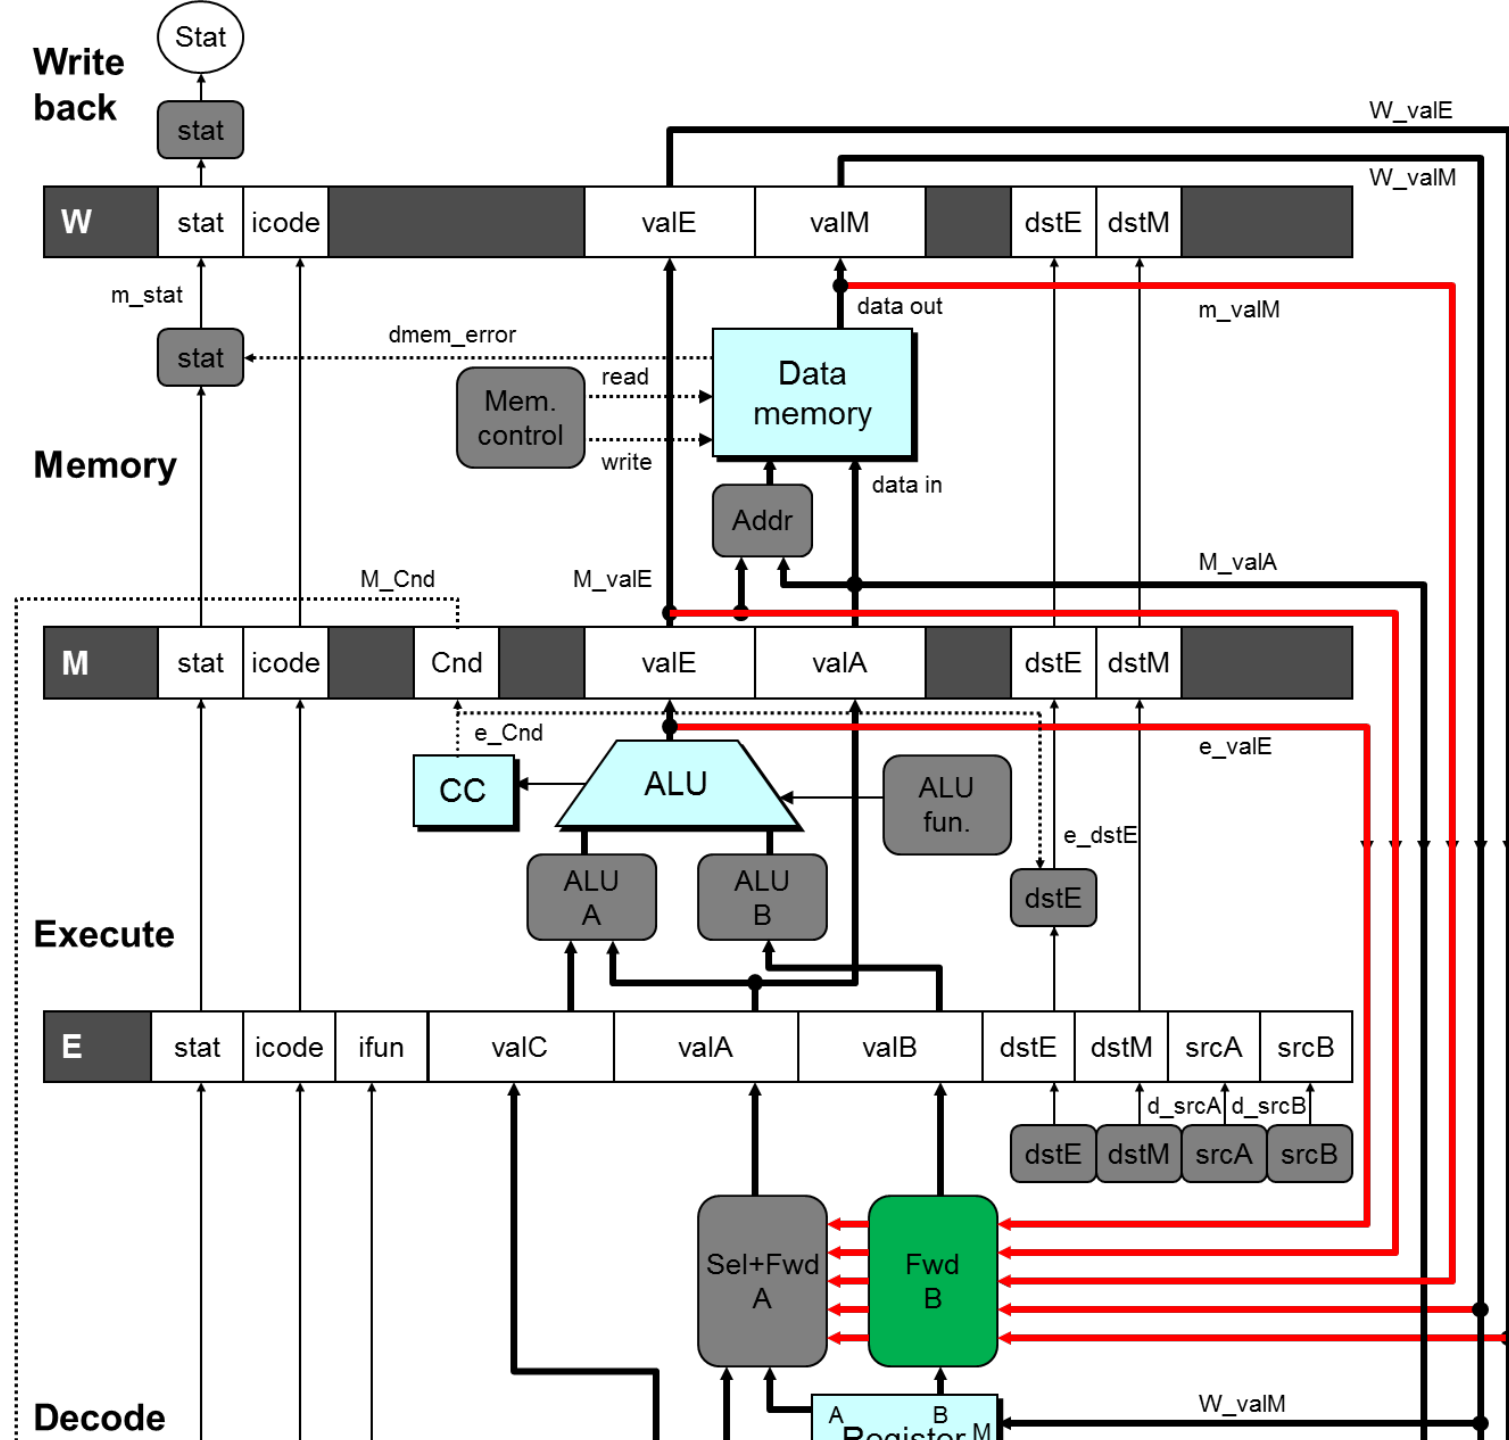 Stat
Write
back
stat
W_valE
W_valM
W
stat
icode
valE
valM
dstE
dstM
m_stat
data out
m_valM
stat
dmem_error
read
Mem.
control
write
Data
memory
Memory
data in
Addr
M_Cnd
M_valE
M_valA
M
stat
icode
Cnd
valE
valA
dstE
dstM
e_Cnd
e_valE
CC
ALU
ALU
fun.
e_dstE
ALU
A
ALU
B
dstE
Execute
E
stat
icode
ifun
valC
valA
valB
dstE
dstM
srcA
srcB
d_srcA
d_srcB
dstE
dstM
srcA
srcB
Sel+Fwd
A
Fwd
B
Decode
W_valM
A
B
Register
M